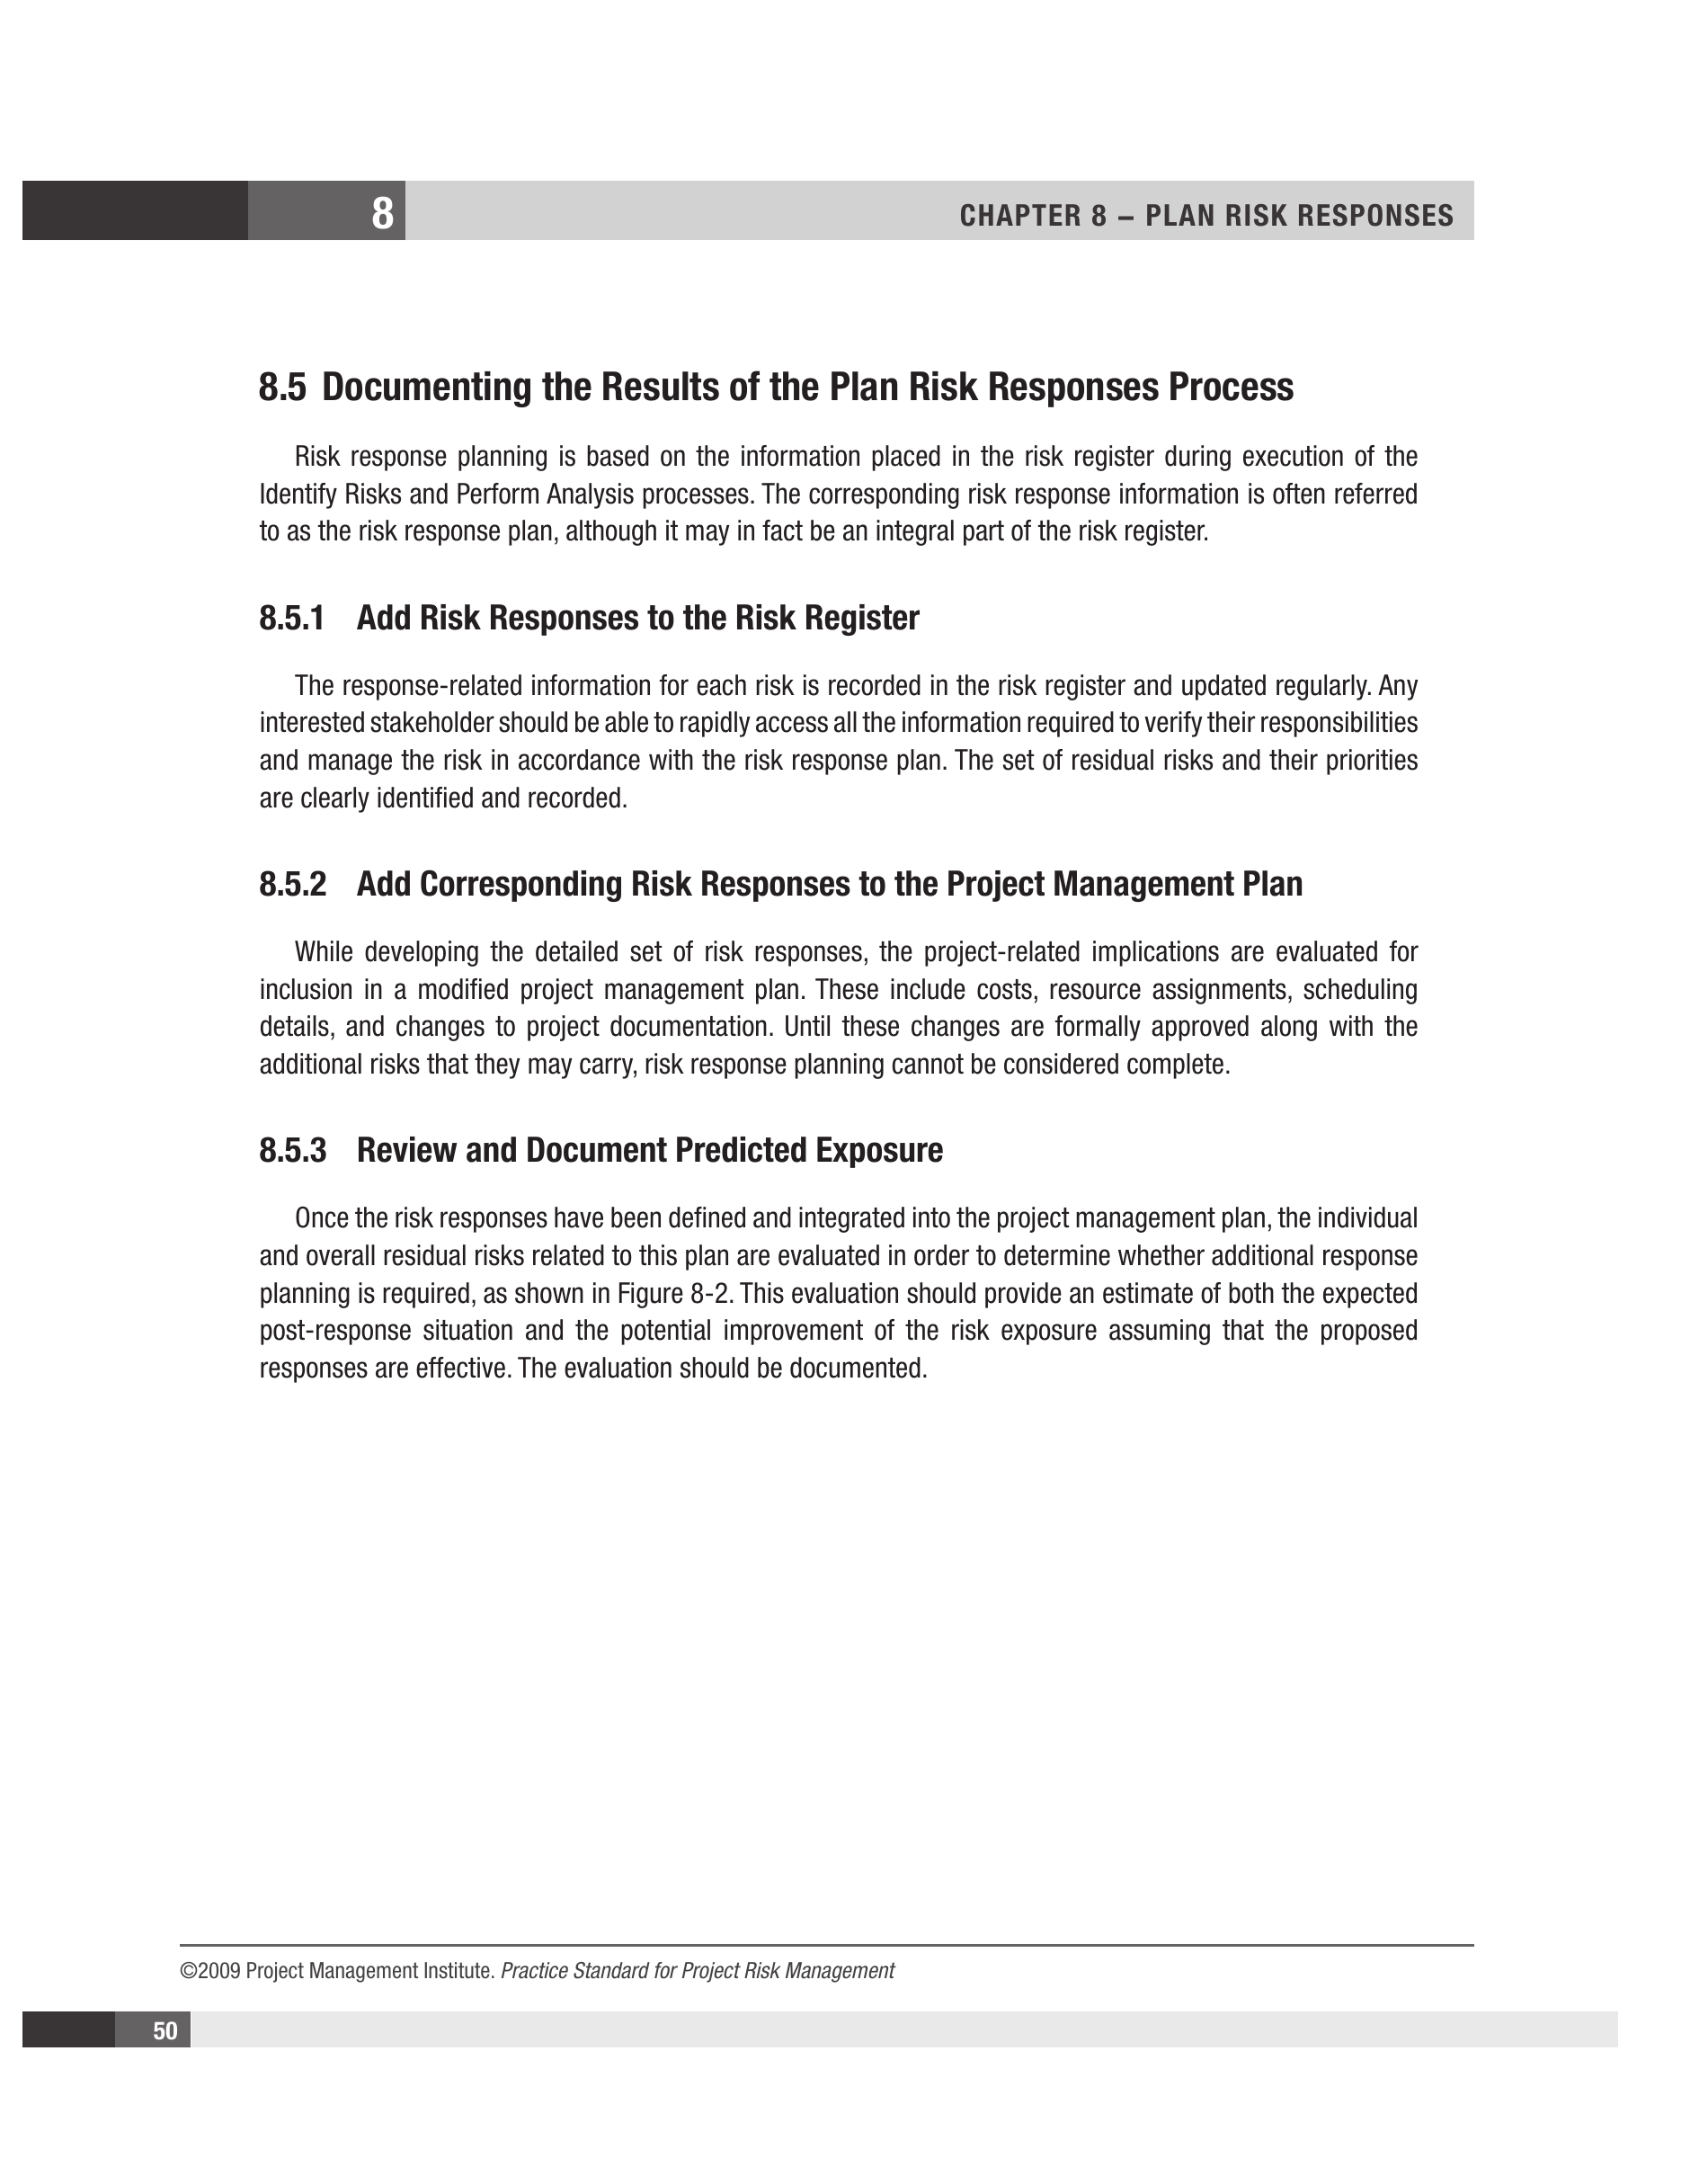 8
CHAPTER 8 – PLAN RISK RESPONSES
8.5 Documenting the Results of the Plan Risk Responses Process
Risk response planning is based on the information placed in the risk register during execution of the
Identify Risks and Perform Analysis processes. The corresponding risk response information is often referred
to as the risk response plan, although it may in fact be an integral part of the risk register.
8.5.1 Add Risk Responses to the Risk Register
The response-related information for each risk is recorded in the risk register and updated regularly. Any
interested stakeholder should be able to rapidly access all the information required to verify their responsibilities
and manage the risk in accordance with the risk response plan. The set of residual risks and their priorities
are clearly identified and recorded.
8.5.2 Add Corresponding Risk Responses to the Project Management Plan
While developing the detailed set of risk responses, the project-related implications are evaluated for
inclusion in a modified project management plan. These include costs, resource assignments, scheduling
details, and changes to project documentation. Until these changes are formally approved along with the
additional risks that they may carry, risk response planning cannot be considered complete.
8.5.3 Review and Document Predicted Exposure
Once the risk responses have been defined and integrated into the project management plan, the individual
and overall residual risks related to this plan are evaluated in order to determine whether additional response
planning is required, as shown in Figure 8-2. This evaluation should provide an estimate of both the expected
post-response situation and the potential improvement of the risk exposure assuming that the proposed
responses are effective. The evaluation should be documented.
©2009 Project Management Institute. Practice Standard for Project Risk Management
50